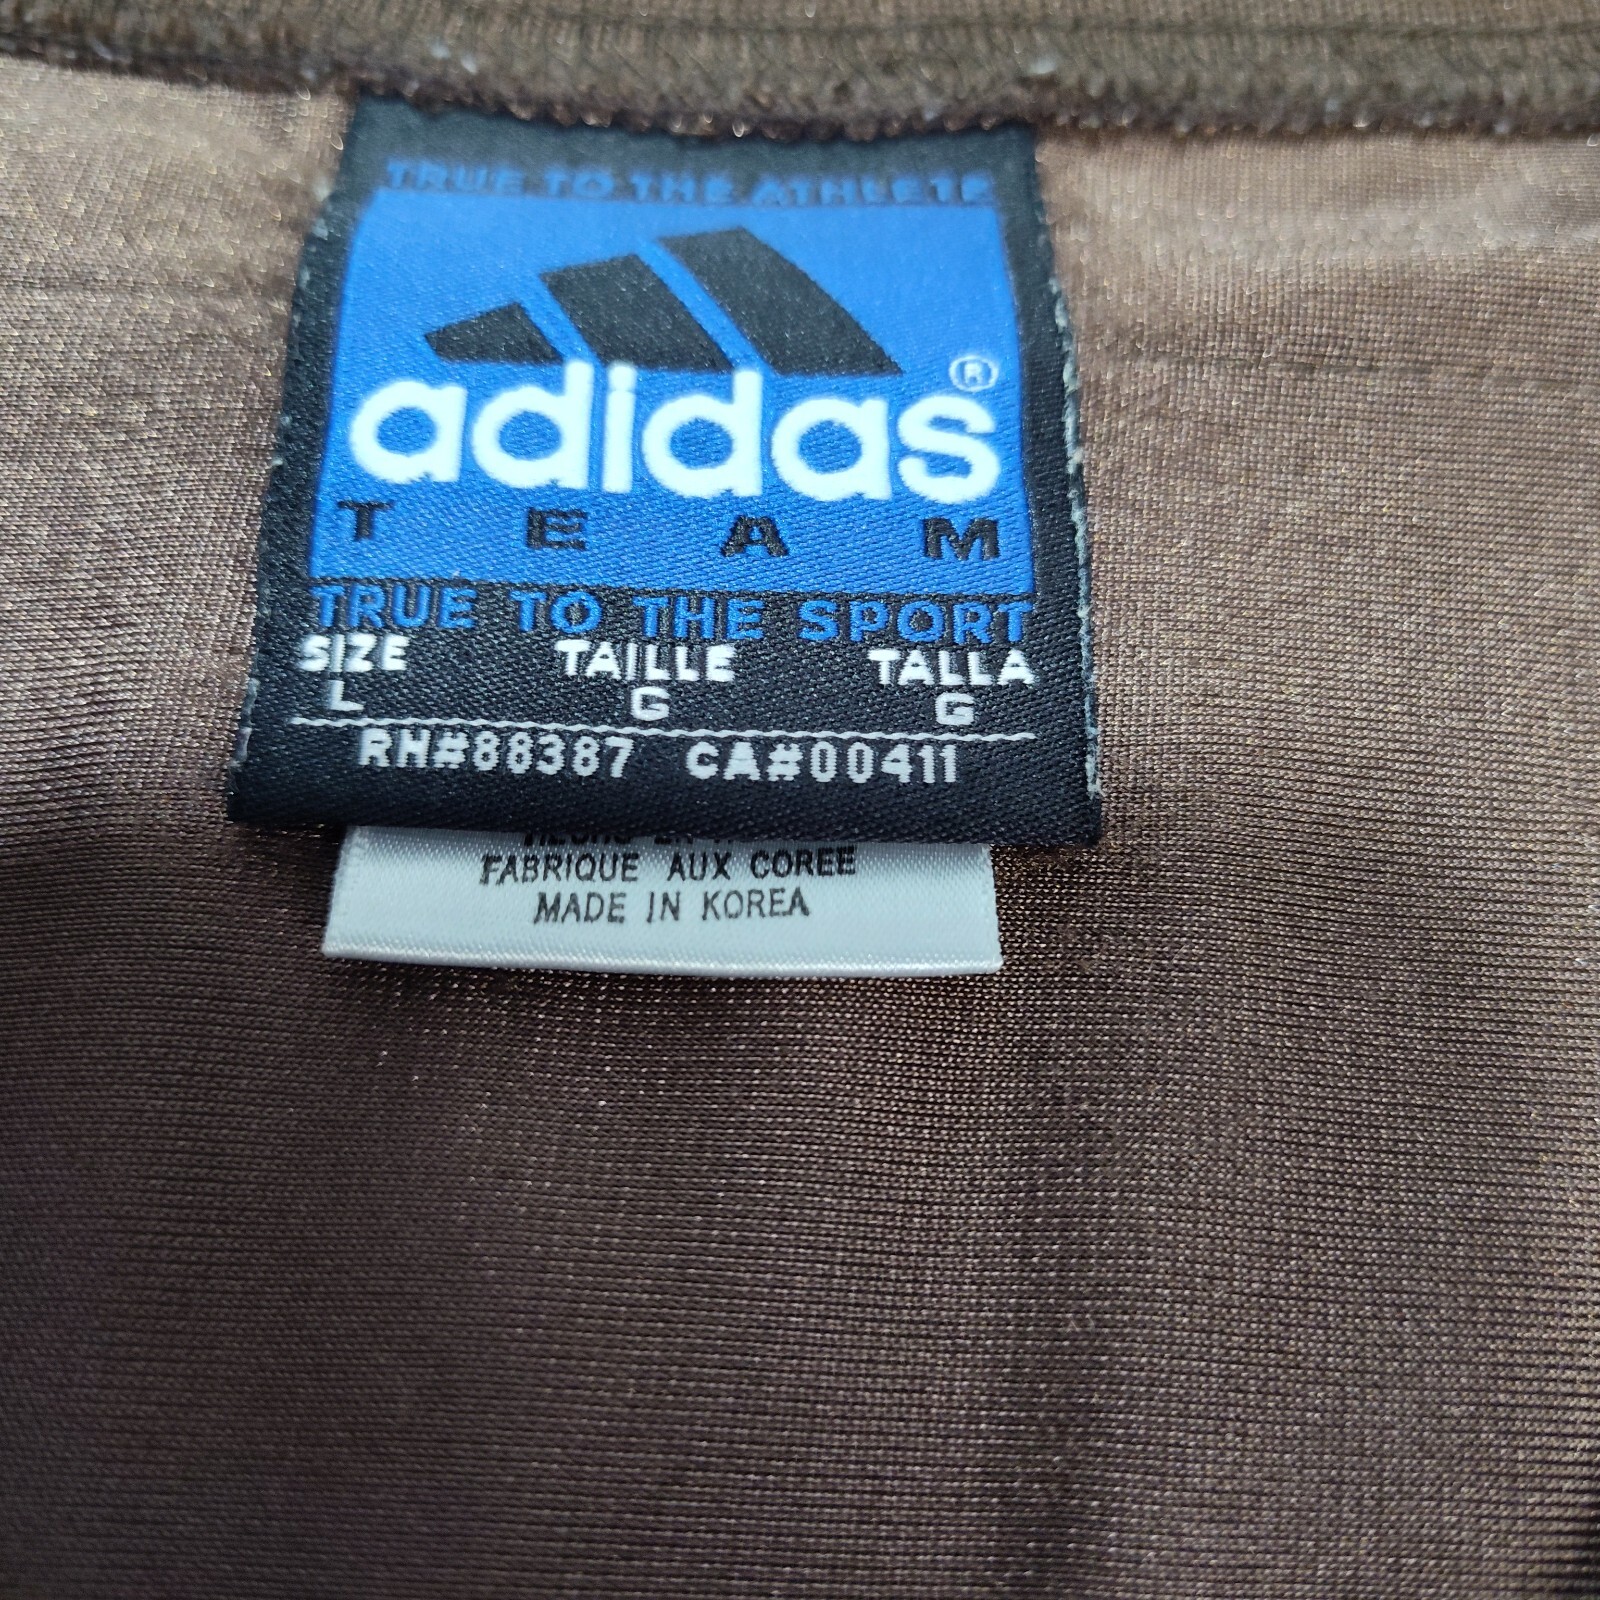 TRUE TO THE ATHLETE
adidas ®
TEAM
TRUE TO THE SPORT
SIZE TAILLE TALLA
L G G
RN#88387 CA#00411
FABRIQUE AUX COREE
MADE IN KOREA